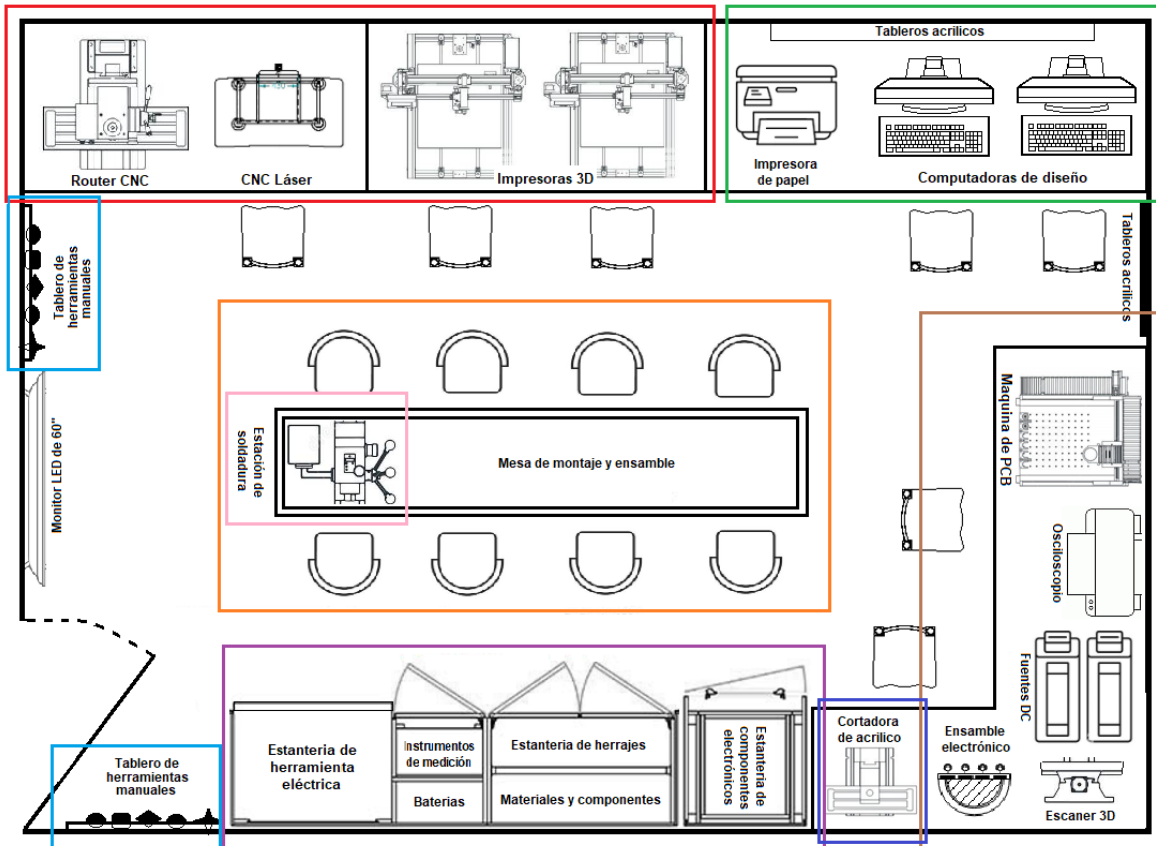 Tableros acrílicos
Router CNC
CNC Láser
Impresoras 3D
Impresora
de papel
Computadoras de diseño
Tablero de
herramientas
manuales
Tableros acrilicos
Monitor LED de 60"
Estación de
soldadura
Mesa de montaje y ensamble
Maquina de PCB
Osciloscopio
Fuentes DC
Tablero de
herramientas
manuales
Estanteria de
herramienta
eléctrica
Instrumentos
de medición
Baterias
Estanteria de herrajes
Materiales y componentes
Estanteria de
componentes
electrónicos
Cortadora
de acrilico
Ensamble
electrónico
Escaner 3D